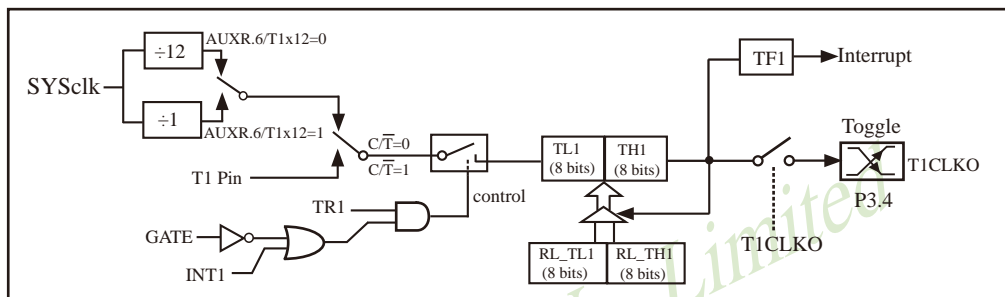 ÷12
AUXR.6/T1x12=0
SYSclk
÷1
AUXR.6/T1x12=1
T1 Pin
C/T̅=0
C/T̅=1
control
TR1
GATE
INT1
TL1
(8 bits)
TH1
(8 bits)
RL_TL1
(8 bits)
RL_TH1
(8 bits)
TF1
Interrupt
Toggle
T1CLKO
P3.4
T1CLKO
Limited